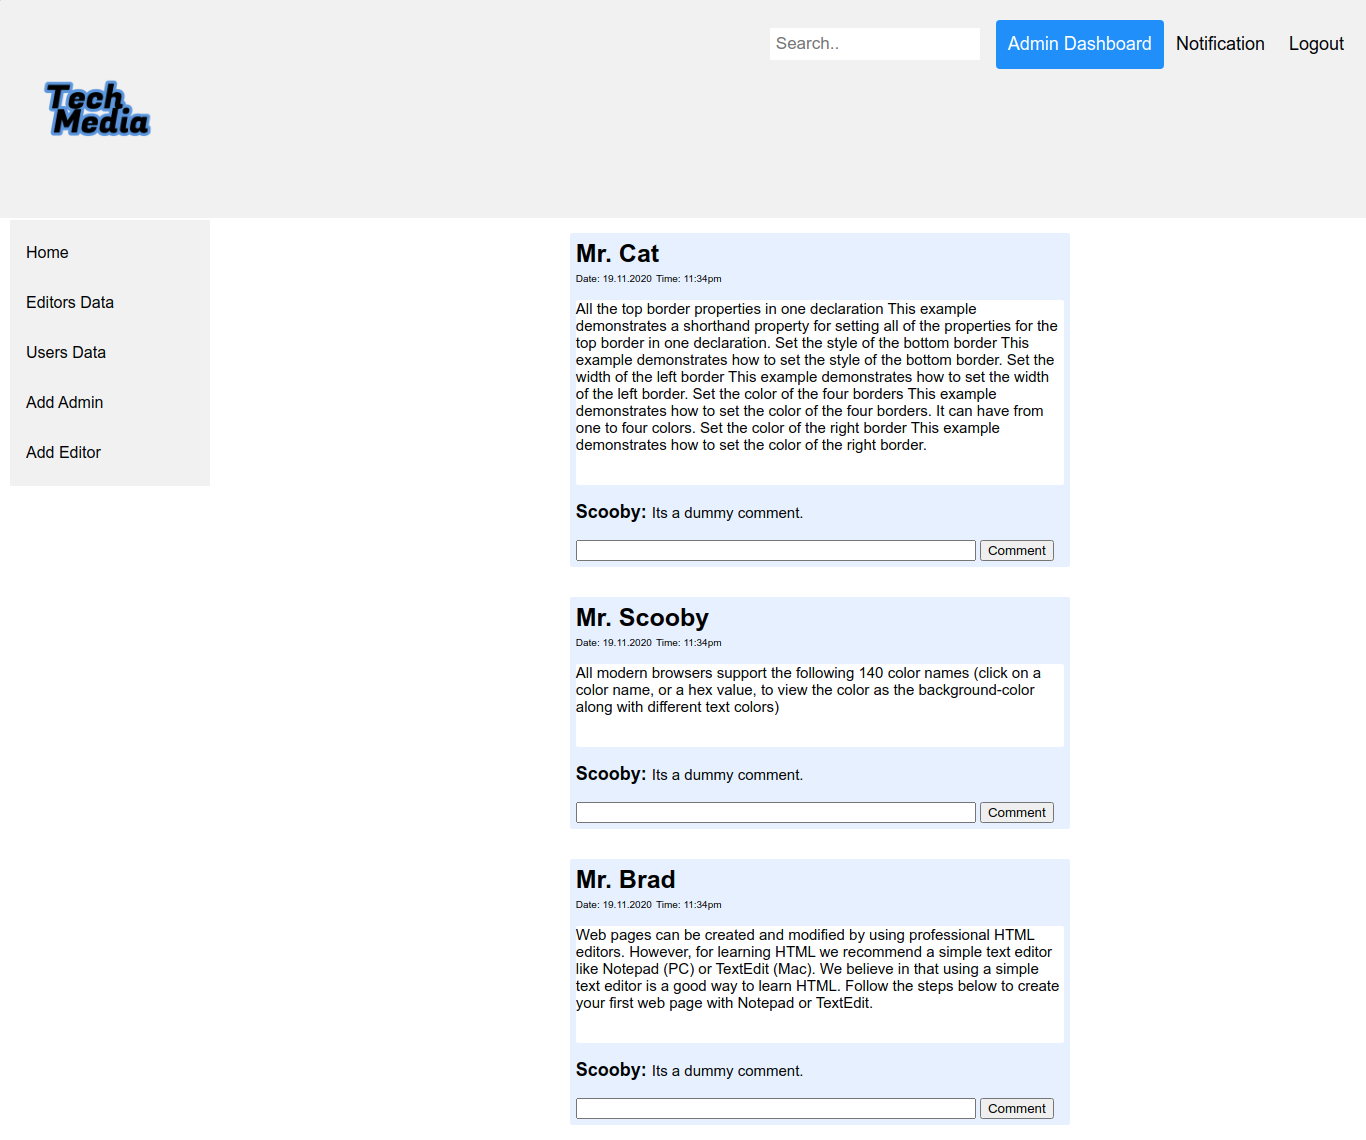 Search.. Admin Dashboard Notification Logout
Tech
Media
Home
Editors Data
Users Data
Add Admin
Add Editor
Mr. Cat
Date: 19.11.2020 Time: 11:34pm
All the top border properties in one declaration This example
demonstrates a shorthand property for setting all of the properties for the
top border in one declaration. Set the style of the bottom border This
example demonstrates how to set the style of the bottom border. Set the
width of the left border This example demonstrates how to set the width
of the left border. Set the color of the four borders This example
demonstrates how to set the color of the four borders. It can have from
one to four colors. Set the color of the right border This example
demonstrates how to set the color of the right border.
Scooby: Its a dummy comment.
Comment
Mr. Scooby
Date: 19.11.2020 Time: 11:34pm
All modern browsers support the following 140 color names (click on a
color name, or a hex value, to view the color as the background-color
along with different text colors)
Scooby: Its a dummy comment.
Comment
Mr. Brad
Date: 19.11.2020 Time: 11:34pm
Web pages can be created and modified by using professional HTML
editors. However, for learning HTML we recommend a simple text editor
like Notepad (PC) or TextEdit (Mac). We believe in that using a simple
text editor is a good way to learn HTML. Follow the steps below to create
your first web page with Notepad or TextEdit.
Scooby: Its a dummy comment.
Comment